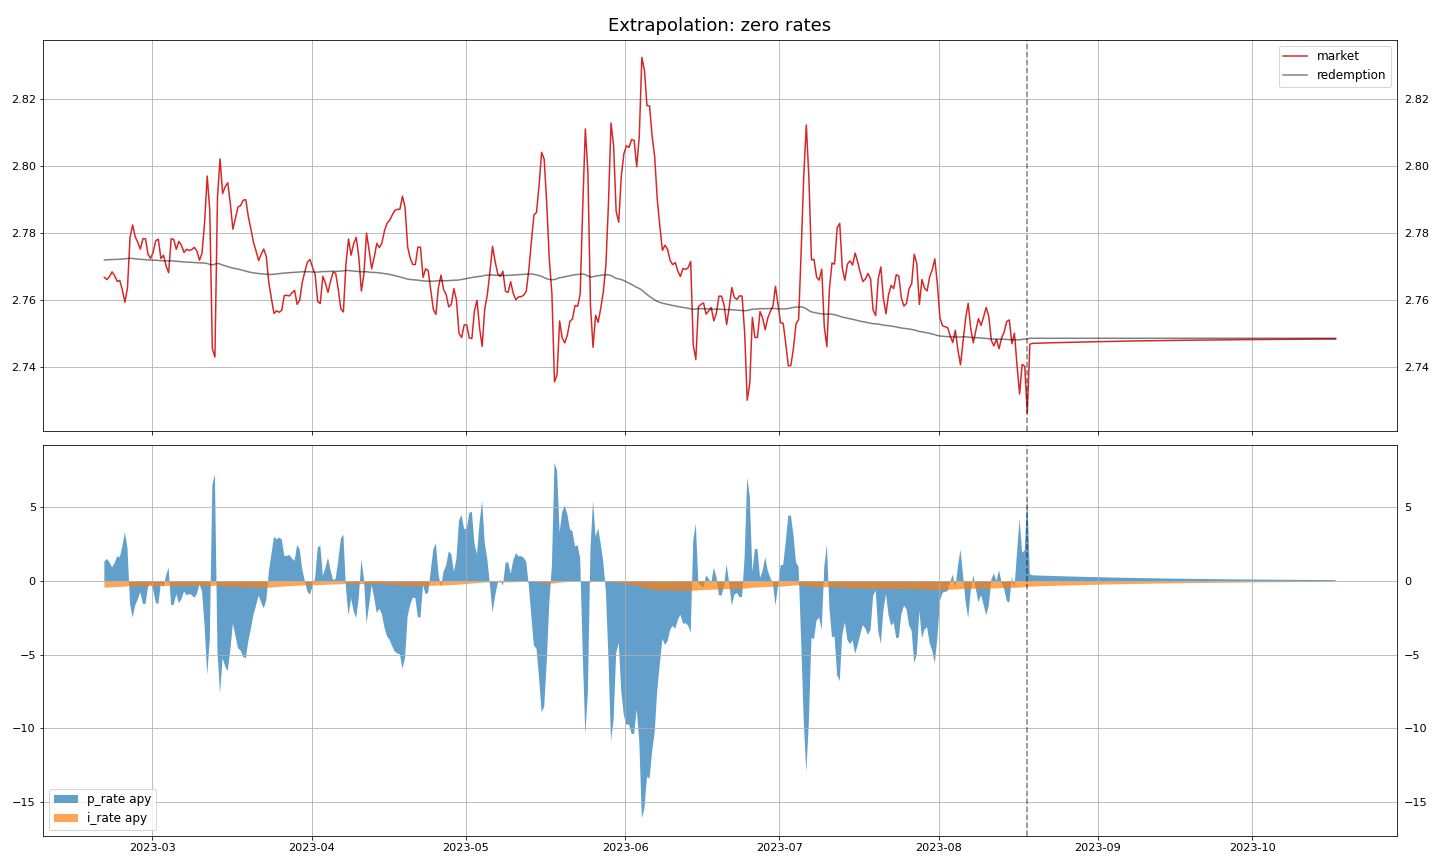 Extrapolation: zero rates
market
redemption
2.82 2.82
2.80 2.80
2.78 2.78
2.76 2.76
2.74 2.74
5 5
0 0
−5 −5
−10 −10
−15 −15
p_rate apy
i_rate apy
2023-03 2023-04 2023-05 2023-06 2023-07 2023-08 2023-09 2023-10